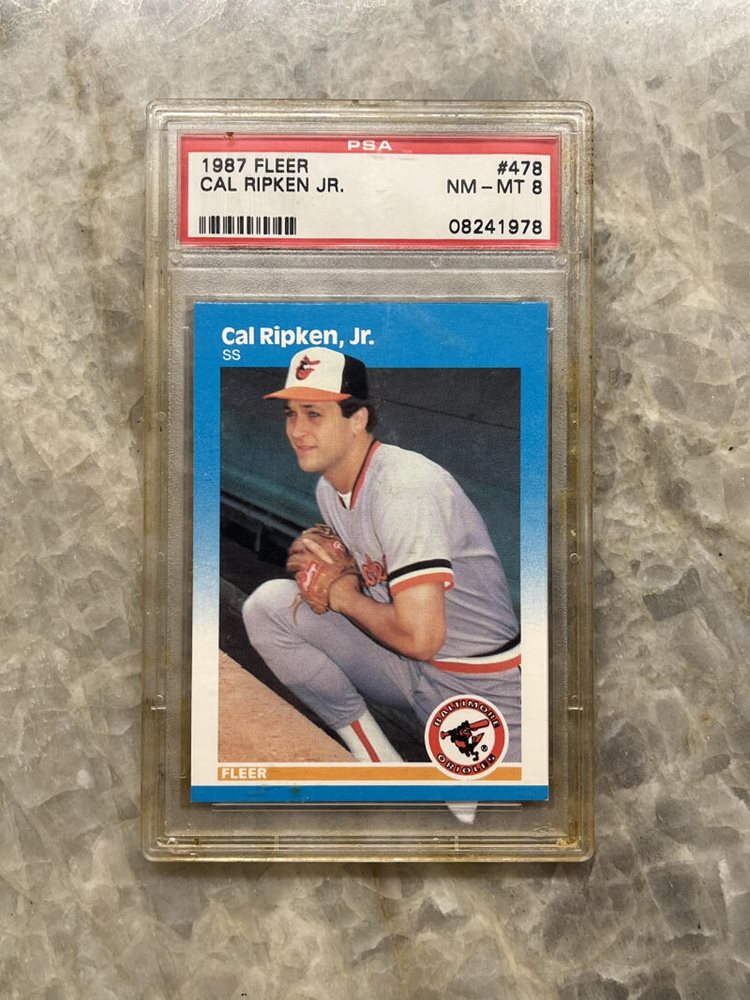 PSA
1987 FLEER #478
CAL RIPKEN JR. NM - MT 8
08241978
Cal Ripken, Jr.
SS
BALTIMORE
ORIOLES
®
FLEER